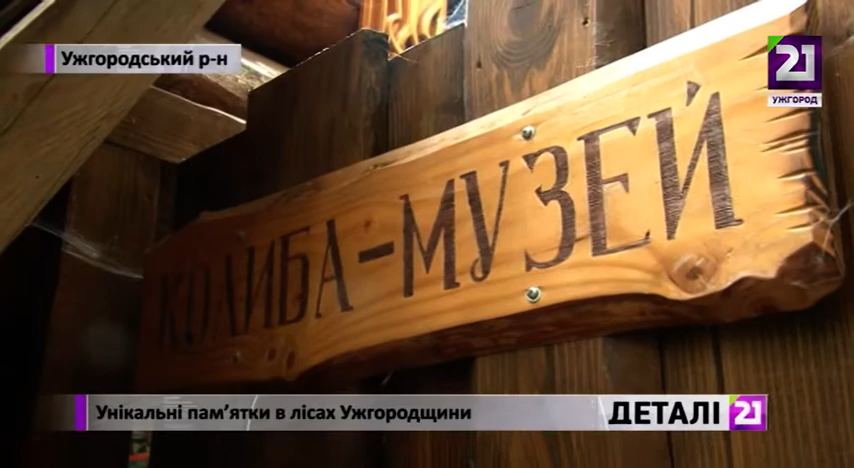 Ужгородський р-н
21
УЖГОРОД
КОЛИБА-МУЗЕЙ
Унікальні пам'ятки в лісах Ужгородщини
ДЕТАЛІ 21